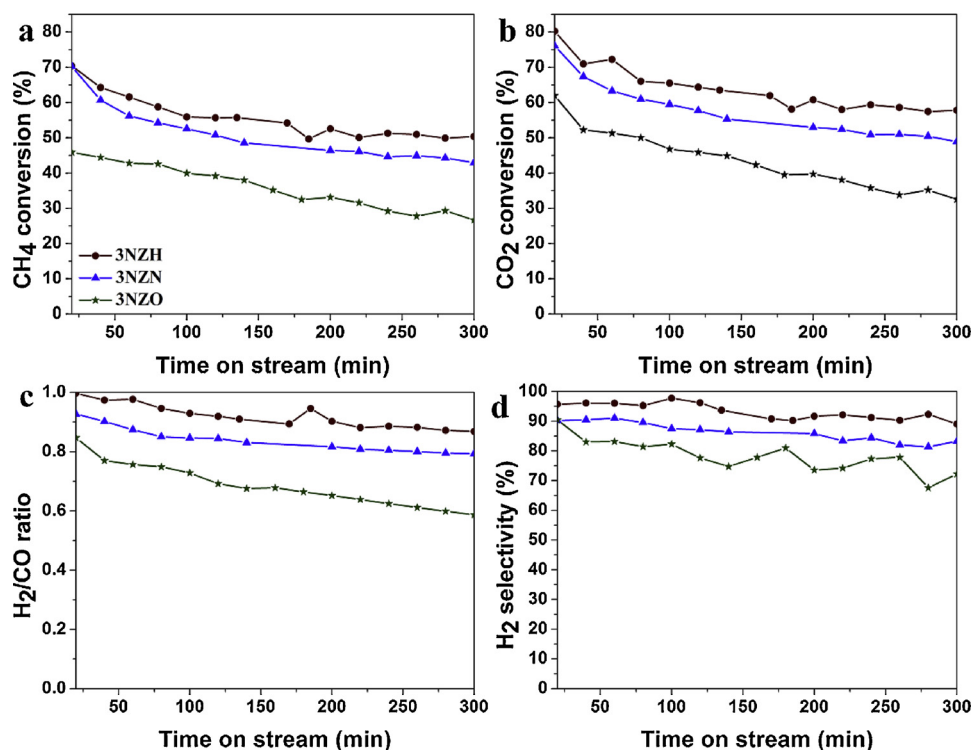 a
CH4 conversion (%)
80
70
60
50
40
30
20
10
0
3NZH
3NZN
3NZO
50 100 150 200 250 300
Time on stream (min)
b
CO2 conversion (%)
80
70
60
50
40
30
20
10
0
50 100 150 200 250 300
Time on stream (min)
c
H2/CO ratio
1.0
0.8
0.6
0.4
0.2
0.0
50 100 150 200 250 300
Time on stream (min)
d
H2 selectivity (%)
100
90
80
70
60
50
40
30
20
10
0
50 100 150 200 250 300
Time on stream (min)